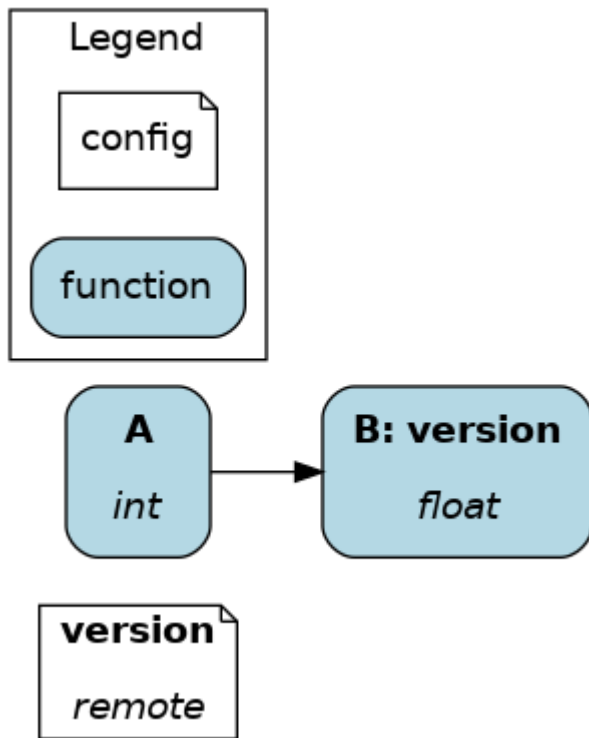 Legend
config
function
A
int
B: version
float
version
remote